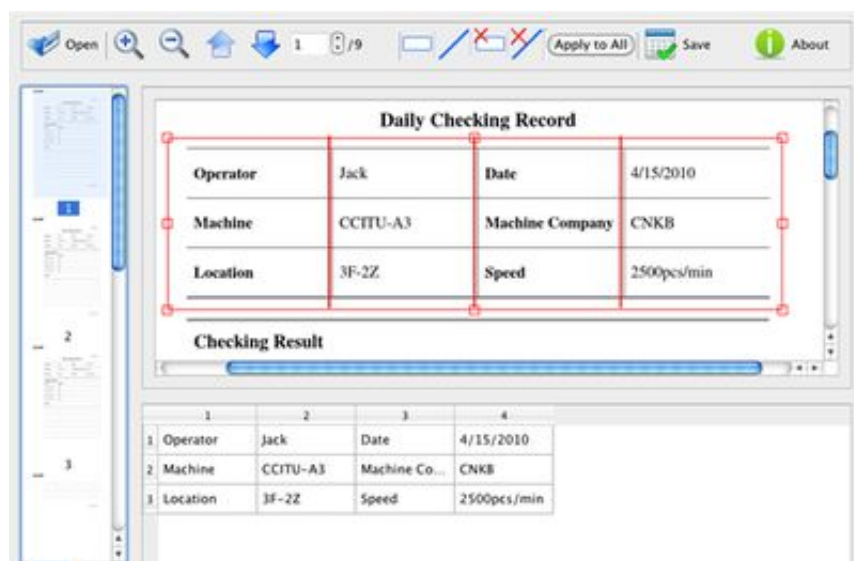 Open 1 /9 Apply to All Save About
Daily Checking Record
Operator Jack Date 4/15/2010
Machine CCITU-A3 Machine Company CNKB
Location 3F-2Z Speed 2500pcs/min
Checking Result
1
2
3
1 2 3 4
1 Operator Jack Date 4/15/2010
2 Machine CCITU-A3 Machine Co... CNKB
3 Location 3F-2Z Speed 2500pcs/min